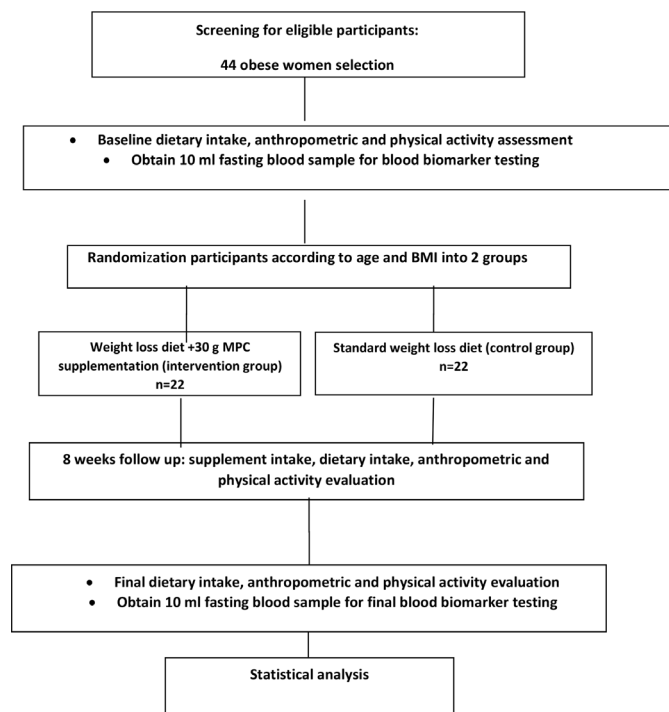 Screening for eligible participants:
44 obese women selection
• Baseline dietary intake, anthropometric and physical activity assessment
• Obtain 10 ml fasting blood sample for blood biomarker testing
Randomization participants according to age and BMI into 2 groups
Weight loss diet +30 g MPC
supplementation (intervention group)
n=22
Standard weight loss diet (control group)
n=22
8 weeks follow up: supplement intake, dietary intake, anthropometric and
physical activity evaluation
• Final dietary intake, anthropometric and physical activity evaluation
• Obtain 10 ml fasting blood sample for final blood biomarker testing
Statistical analysis